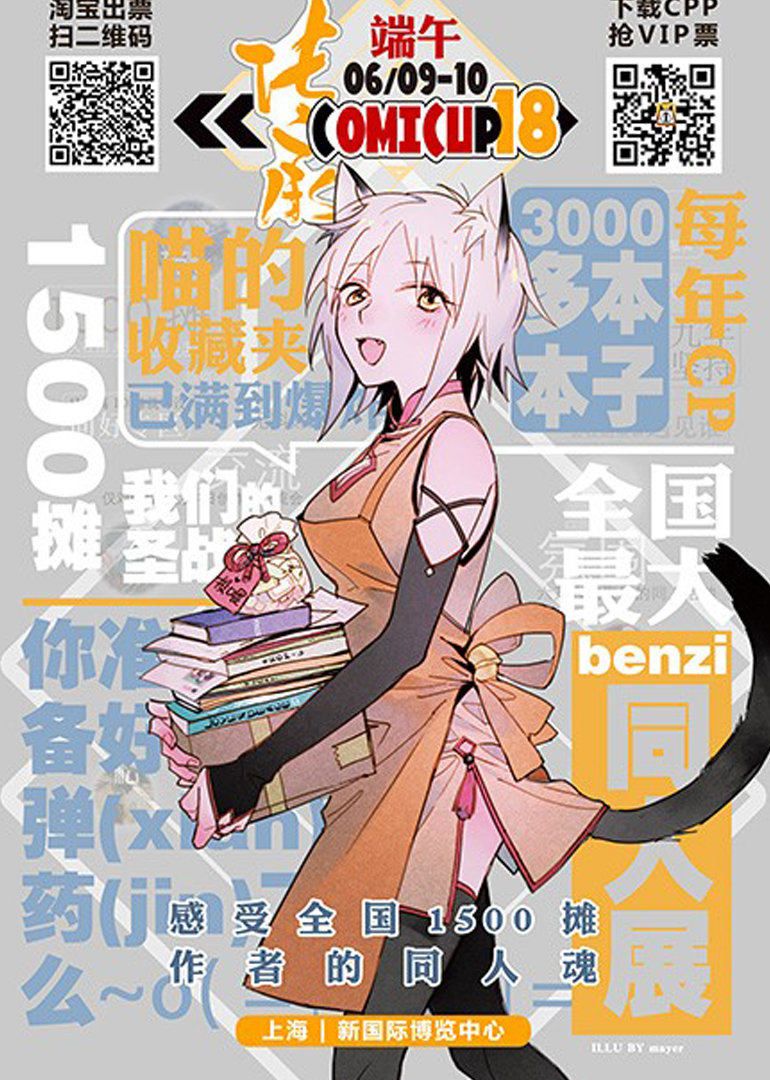 淘宝出票
扫二维码
端午
06/09-10
COMICUP18
传承
下载CPP
抢VIP票
1500摊
喵的
收藏夹
已满到爆炸
3000
多本
本子
每年CP
我们的
圣战
全国
最大
benzi
同人展
你准
备好
弹(xian)
药(jin)了
么~o(
感受全国1500摊
作者的同人魂
上海 | 新国际博览中心
ILLU BY mayer